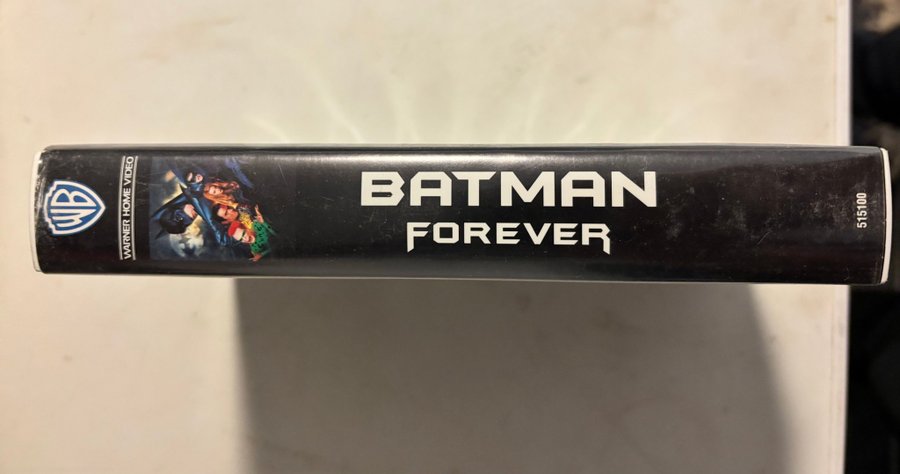 WB
WARNER HOME VIDEO
BATMAN
FOREVER
515100